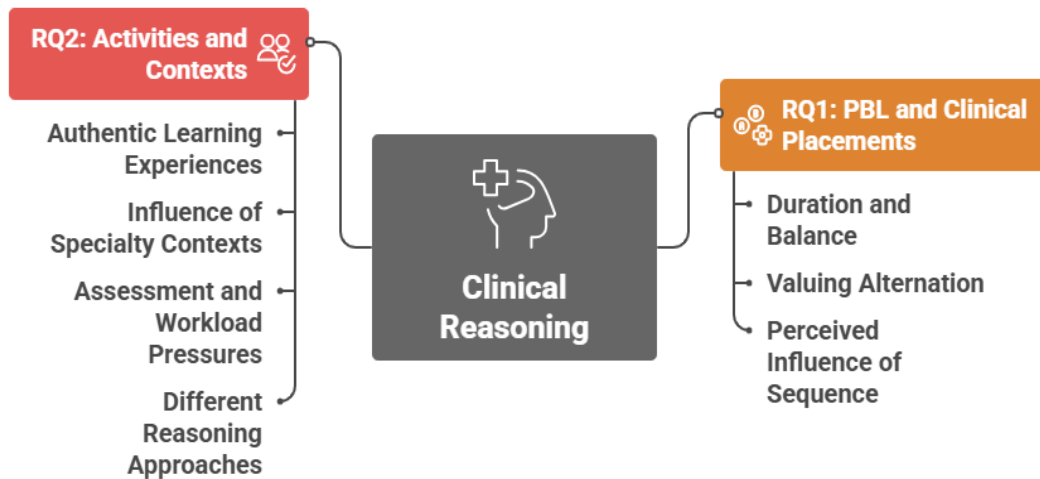 RQ2: Activities and
Contexts
Authentic Learning
Experiences
Influence of
Specialty Contexts
Assessment and
Workload
Pressures
Different
Reasoning
Approaches
Clinical
Reasoning
RQ1: PBL and Clinical
Placements
Duration and
Balance
Valuing Alternation
Perceived
Influence of
Sequence